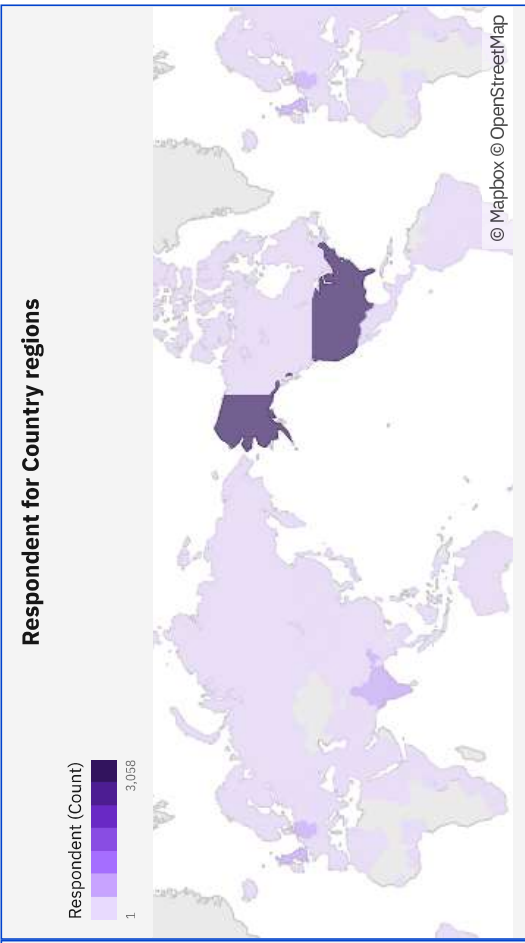 Respondent for Country regions
Respondent (Count)
1
3,058
© Mapbox © OpenStreetMap